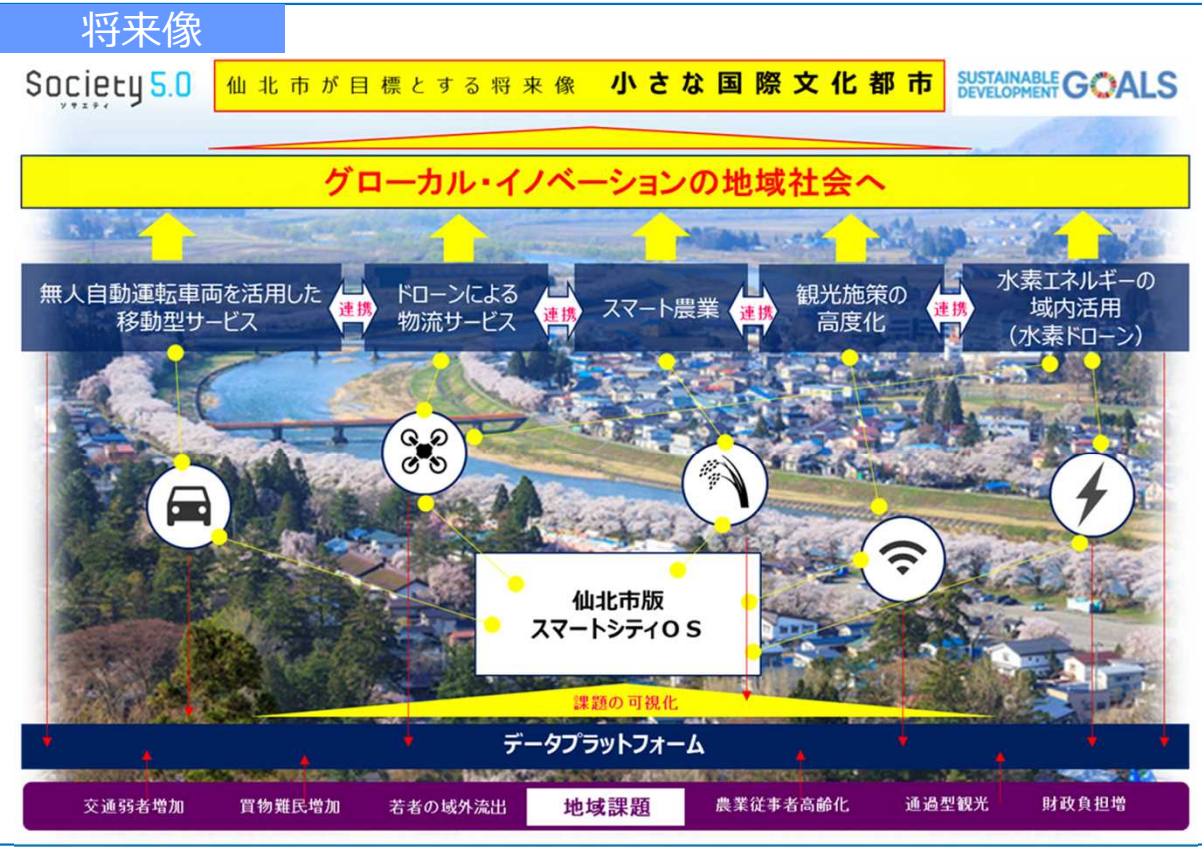 将来像
Society 5.0
ソサエティ
仙北市が目標とする将来像 小さな国際文化都市
SUSTAINABLE
DEVELOPMENT GOALS
グローカル・イノベーションの地域社会へ
無人自動運転車両を活用した
移動型サービス
連携
ドローンによる
物流サービス
連携
スマート農業
連携
観光施策の
高度化
連携
水素エネルギーの
域内活用
（水素ドローン）
仙北市版
スマートシティOS
課題の可視化
データプラットフォーム
交通弱者増加
買物難民増加
若者の域外流出
地域課題
農業従事者高齢化
通過型観光
財政負担増